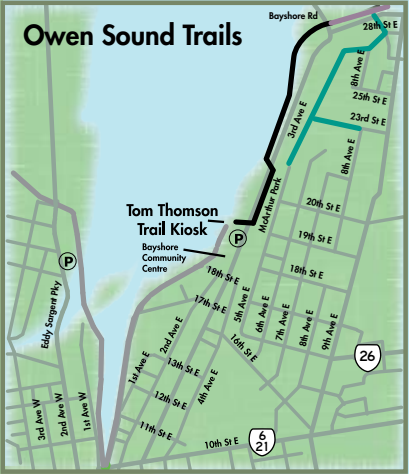 Bayshore Rd
Owen Sound Trails
28th St E
8th Ave E
25th St E
23rd St E
3rd Ave E
8th Ave E
McArthur Park
20th St E
Tom Thomson
Trail Kiosk
P
19th St E
Bayshore
Community
Centre
P
18th St E
18th St E
17th St E
5th Ave E
6th Ave E
7th Ave E
8th Ave E
9th Ave E
Eddy Sargent Pky
2nd Ave E
16th St E
26
1st Ave E
13th St E
4th Ave E
12th St E
3rd Ave W
2nd Ave W
1st Ave W
11th St E
10th St E
6
21